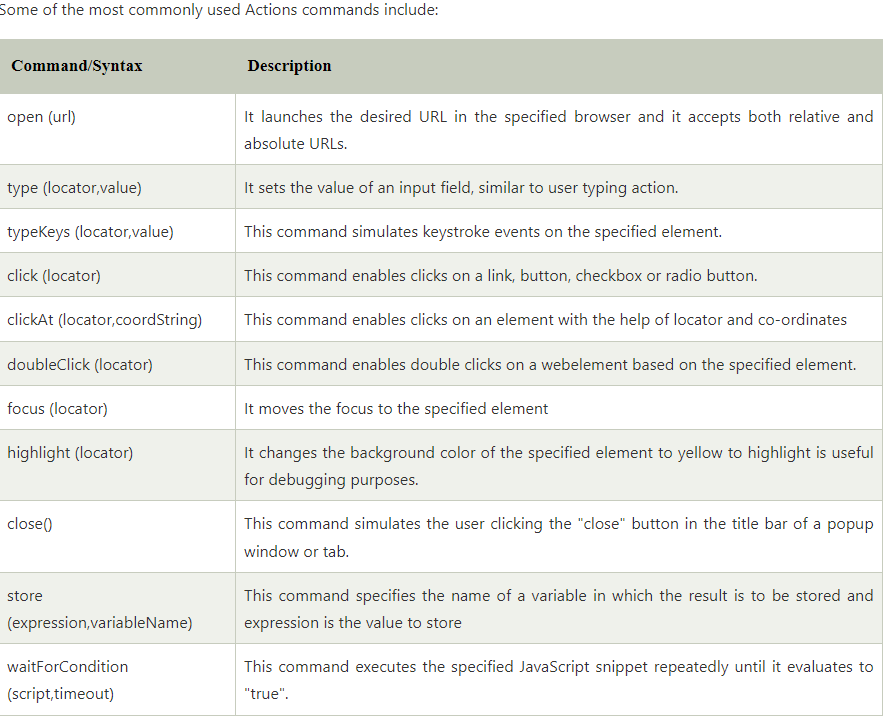 Some of the most commonly used Actions commands include:
Command/Syntax Description
open (url) It launches the desired URL in the specified browser and it accepts both relative and
absolute URLs.
type (locator,value) It sets the value of an input field, similar to user typing action.
typeKeys (locator,value) This command simulates keystroke events on the specified element.
click (locator) This command enables clicks on a link, button, checkbox or radio button.
clickAt (locator,coordString) This command enables clicks on an element with the help of locator and co-ordinates
doubleClick (locator) This command enables double clicks on a webelement based on the specified element.
focus (locator) It moves the focus to the specified element
highlight (locator) It changes the background color of the specified element to yellow to highlight is useful
for debugging purposes.
close() This command simulates the user clicking the "close" button in the title bar of a popup
window or tab.
store This command specifies the name of a variable in which the result is to be stored and
(expression,variableName) expression is the value to store
waitForCondition This command executes the specified JavaScript snippet repeatedly until it evaluates to
(script,timeout) "true".